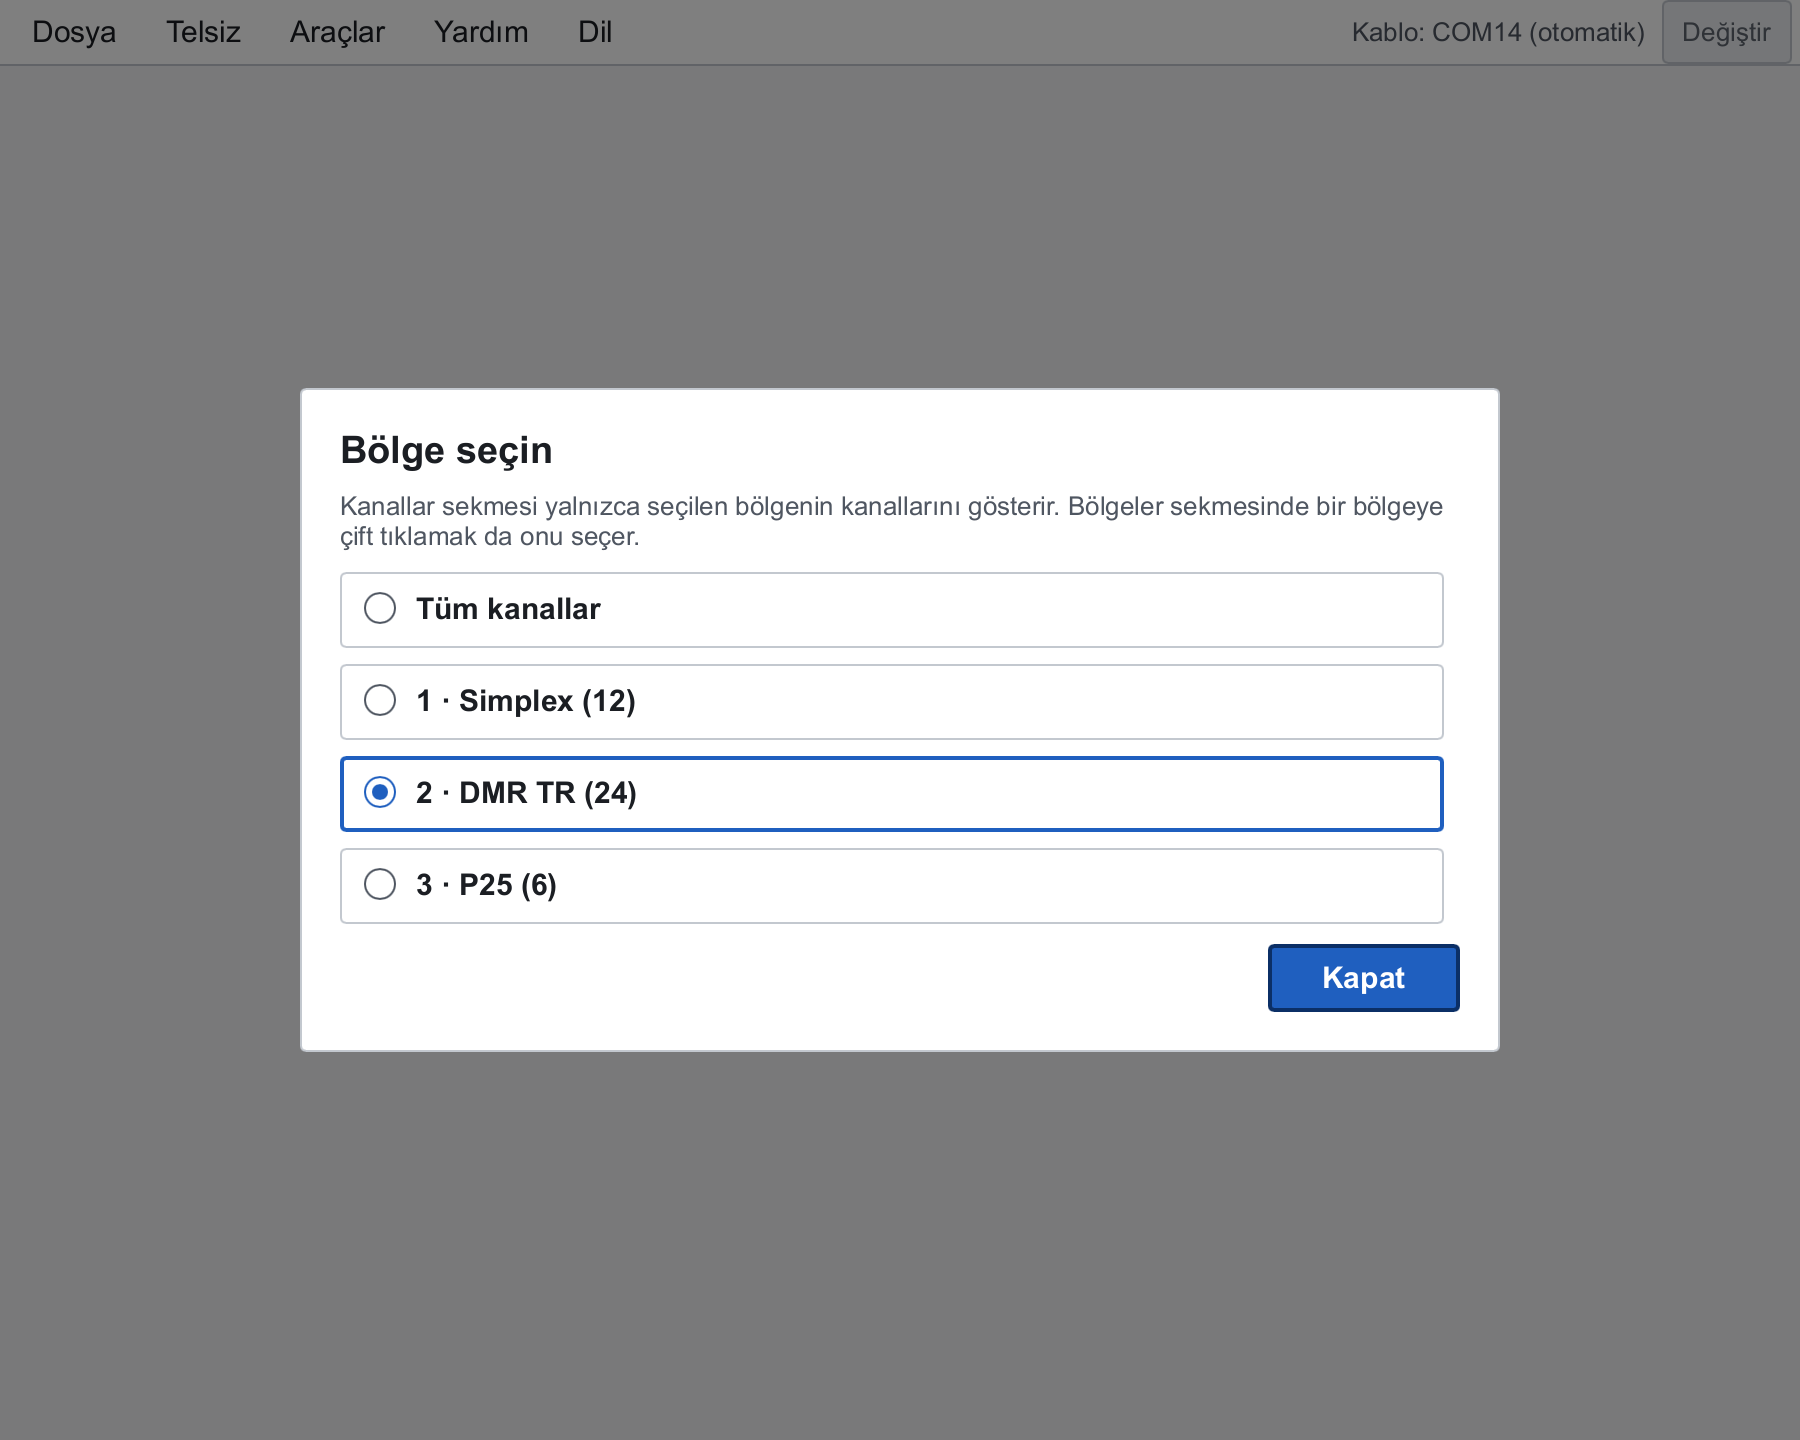 Dosya Telsiz Araçlar Yardım Dil Kablo: COM14 (otomatik) Değiştir
Bölge seçin
Kanallar sekmesi yalnızca seçilen bölgenin kanallarını gösterir. Bölgeler sekmesinde bir bölgeye
çift tıklamak da onu seçer.
Tüm kanallar
1 · Simplex (12)
2 · DMR TR (24)
3 · P25 (6)
Kapat